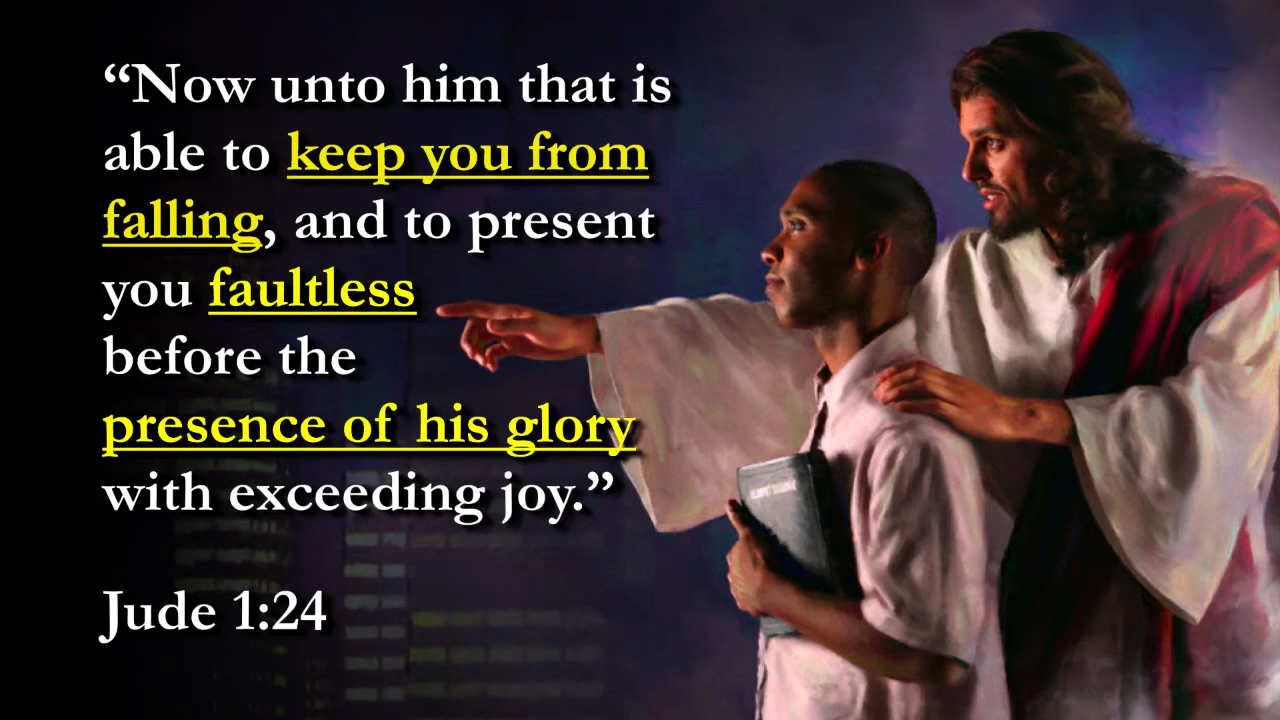 “Now unto him that is
able to keep you from
falling, and to present
you faultless
before the
presence of his glory
with exceeding joy.”
Jude 1:24